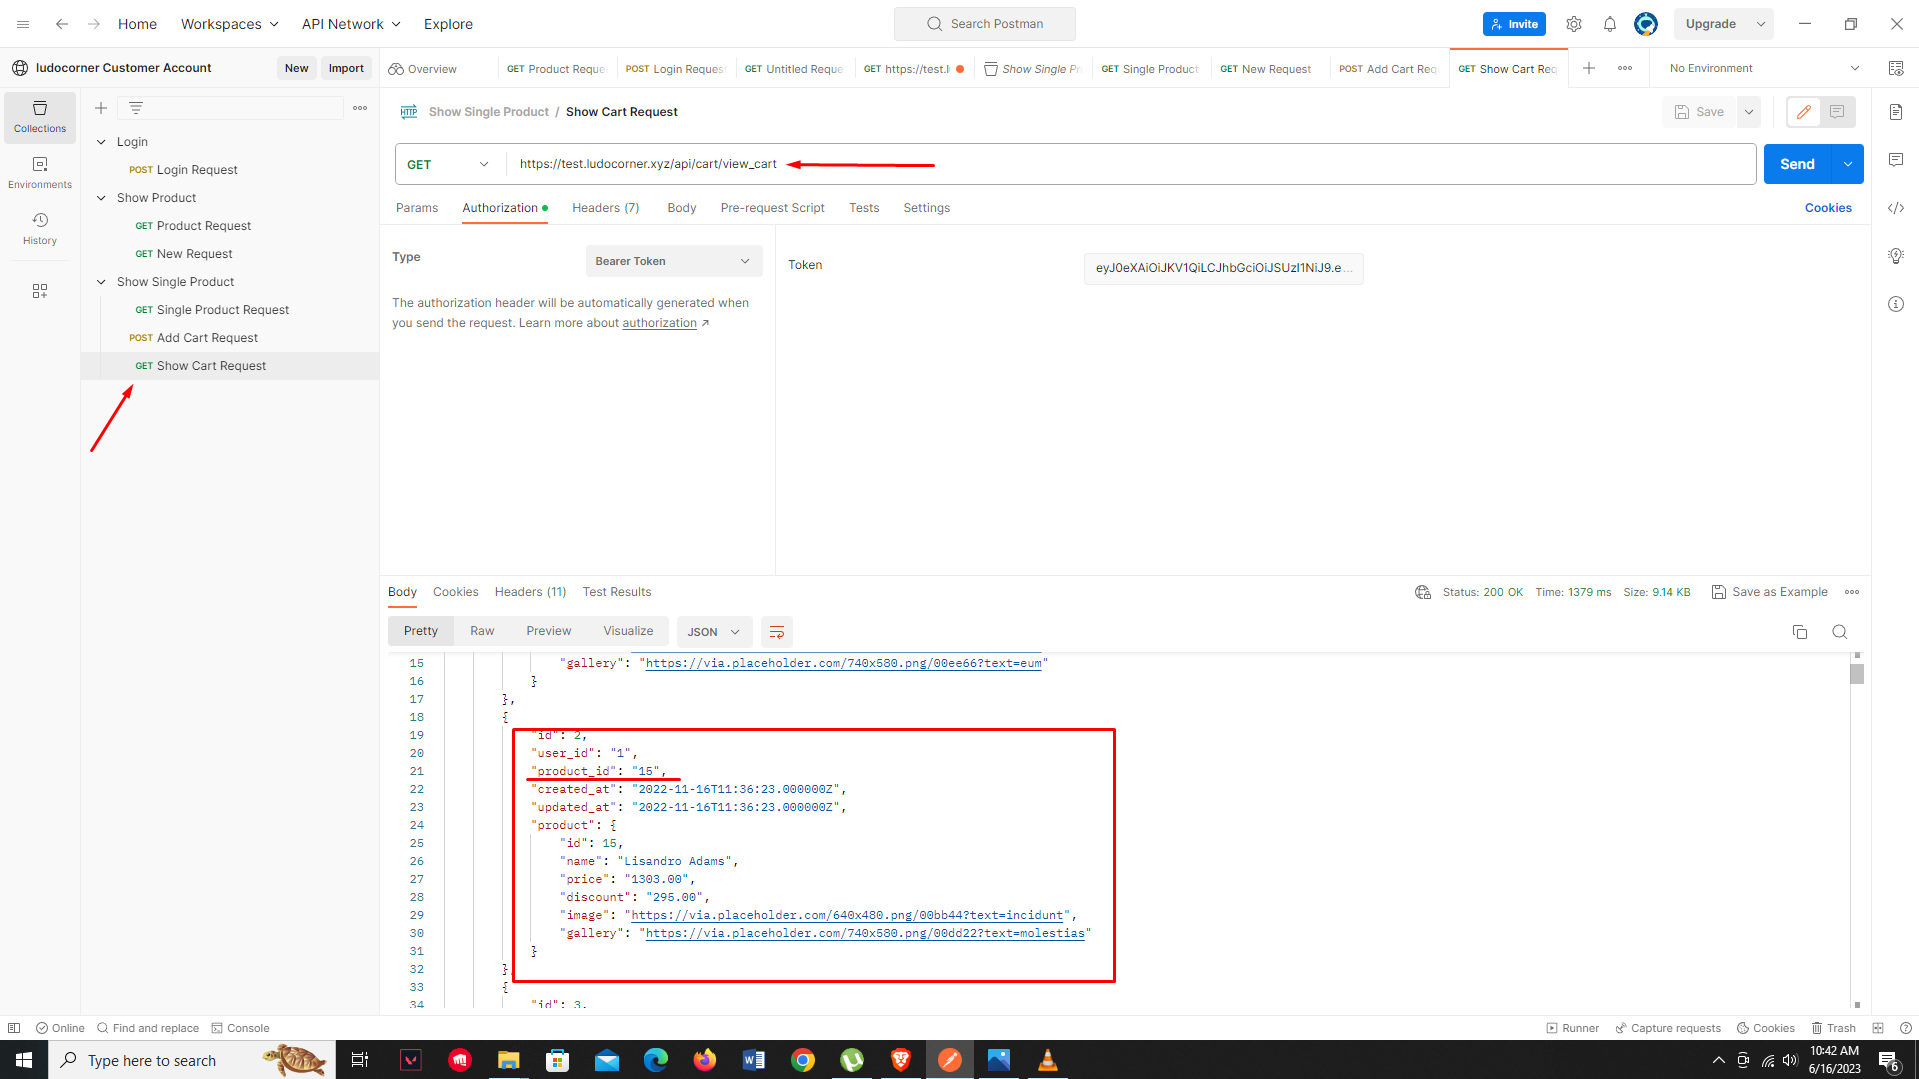 Home
Workspaces
API Network
Explore
Search Postman
Invite
Upgrade
ludocorner Customer Account
New
Import
Overview
GET Product Reque
POST Login Request
GET Untitled Reque
GET https://test.l
Show Single Pr
GET Single Product
GET New Request
POST Add Cart Req
GET Show Cart Req
No Environment
Collections
Environments
History
Login
POST Login Request
Show Product
GET Product Request
GET New Request
Show Single Product
GET Single Product Request
POST Add Cart Request
GET Show Cart Request
HTTP Show Single Product / Show Cart Request
Save
GET
https://test.ludocorner.xyz/api/cart/view_cart
Send
Params
Authorization
Headers (7)
Body
Pre-request Script
Tests
Settings
Cookies
Type
Bearer Token
The authorization header will be automatically generated when
you send the request. Learn more about authorization ↗
Token
eyJ0eXAiOiJKV1QiLCJhbGciOiJSUzI1NiJ9.e...
Body
Cookies
Headers (11)
Test Results
Status: 200 OK
Time: 1379 ms
Size: 9.14 KB
Save as Example
Pretty
Raw
Preview
Visualize
JSON
15 "gallery": "https://via.placeholder.com/740x580.png/00ee66?text=eum"
16 }
17 },
18 {
19 "id": 2,
20 "user_id": "1",
21 "product_id": "15",
22 "created_at": "2022-11-16T11:36:23.000000Z",
23 "updated_at": "2022-11-16T11:36:23.000000Z",
24 "product": {
25 "id": 15,
26 "name": "Lisandro Adams",
27 "price": "1303.00",
28 "discount": "295.00",
29 "image": "https://via.placeholder.com/640x480.png/00bb44?text=incidunt",
30 "gallery": "https://via.placeholder.com/740x580.png/00dd22?text=molestias"
31 }
32 },
33 {
34 "id": 3,
Online
Find and replace
Console
Runner
Capture requests
Cookies
Trash
Type here to search
10:42 AM
6/16/2023
6